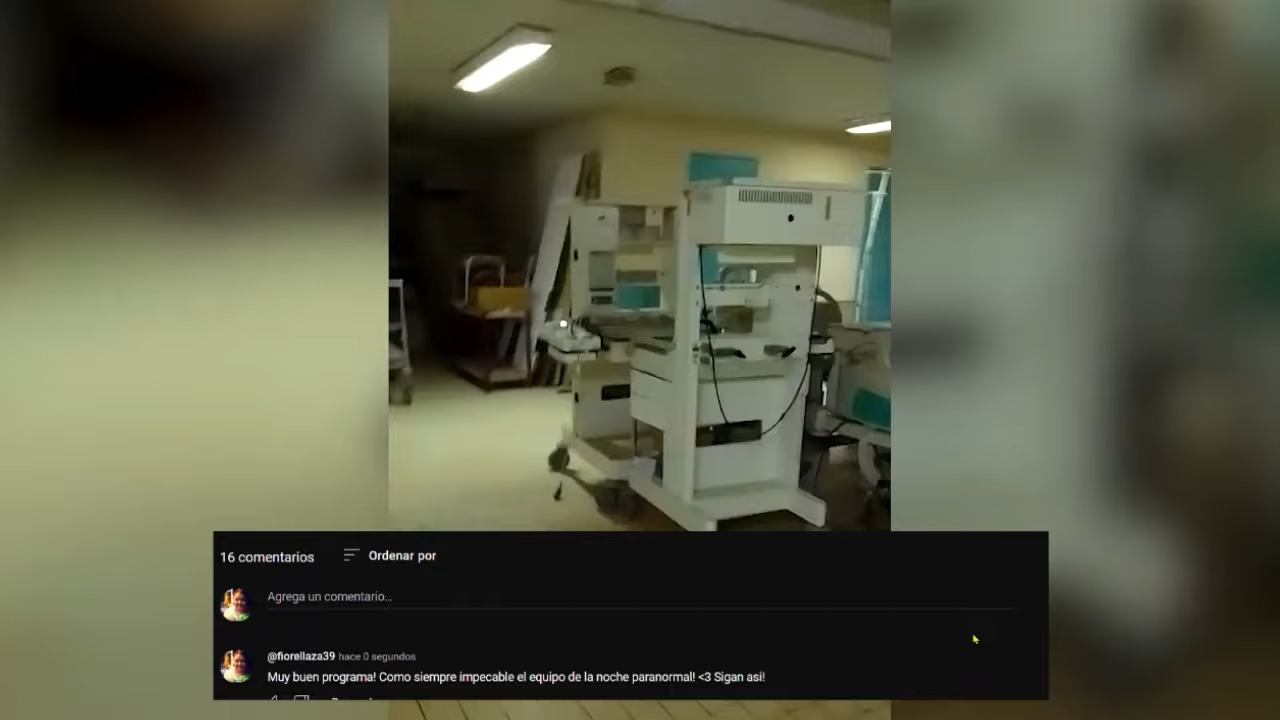 16 comentarios
Ordenar por
Agrega un comentario...
@fiorellaza39 hace 0 segundos
Muy buen programa! Como siempre impecable el equipo de la noche paranormal! <3 Sigan asi!